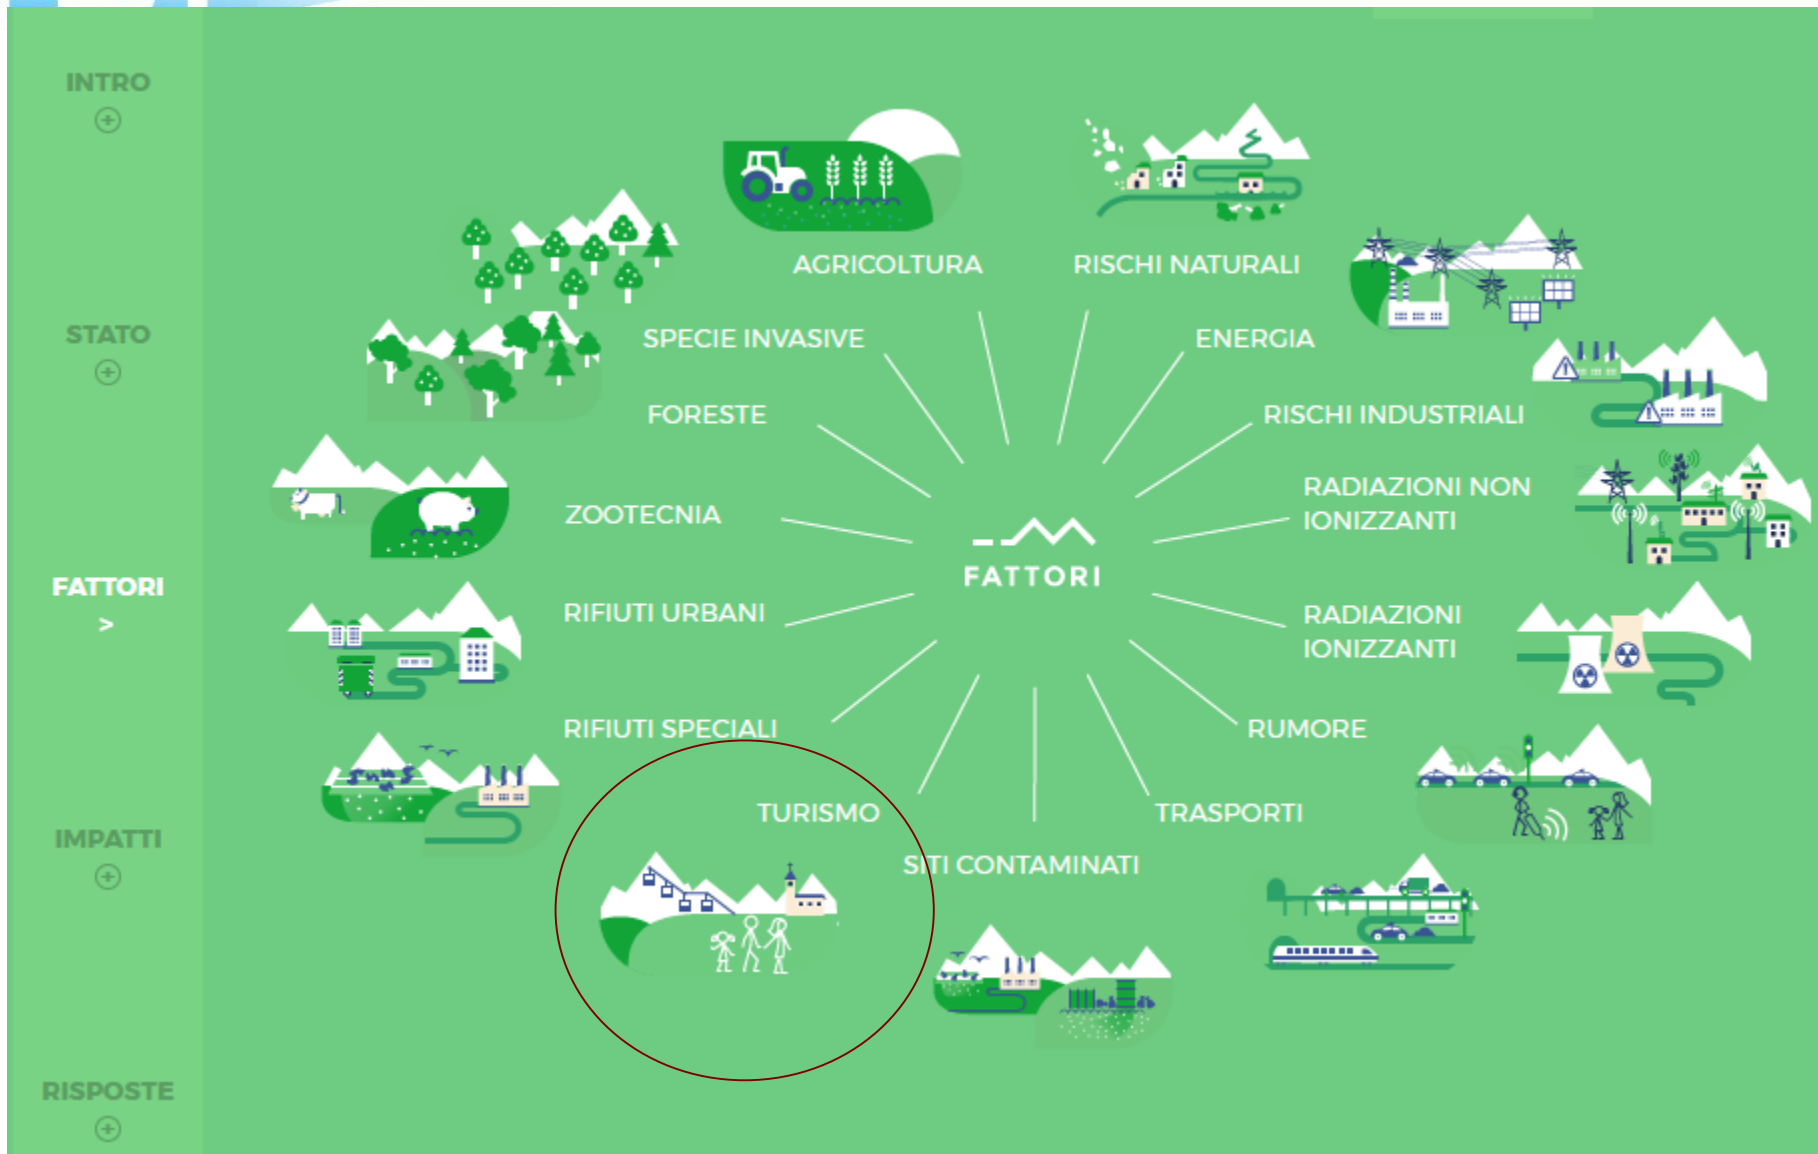 INTRO
STATO
FATTORI
>
IMPATTI
RISPOSTE
AGRICOLTURA
RISCHI NATURALI
SPECIE INVASIVE
ENERGIA
FORESTE
RISCHI INDUSTRIALI
ZOOTECNIA
RADIAZIONI NON
IONIZZANTI
FATTORI
RIFIUTI URBANI
RADIAZIONI
IONIZZANTI
RIFIUTI SPECIALI
RUMORE
TURISMO
TRASPORTI
SITI CONTAMINATI